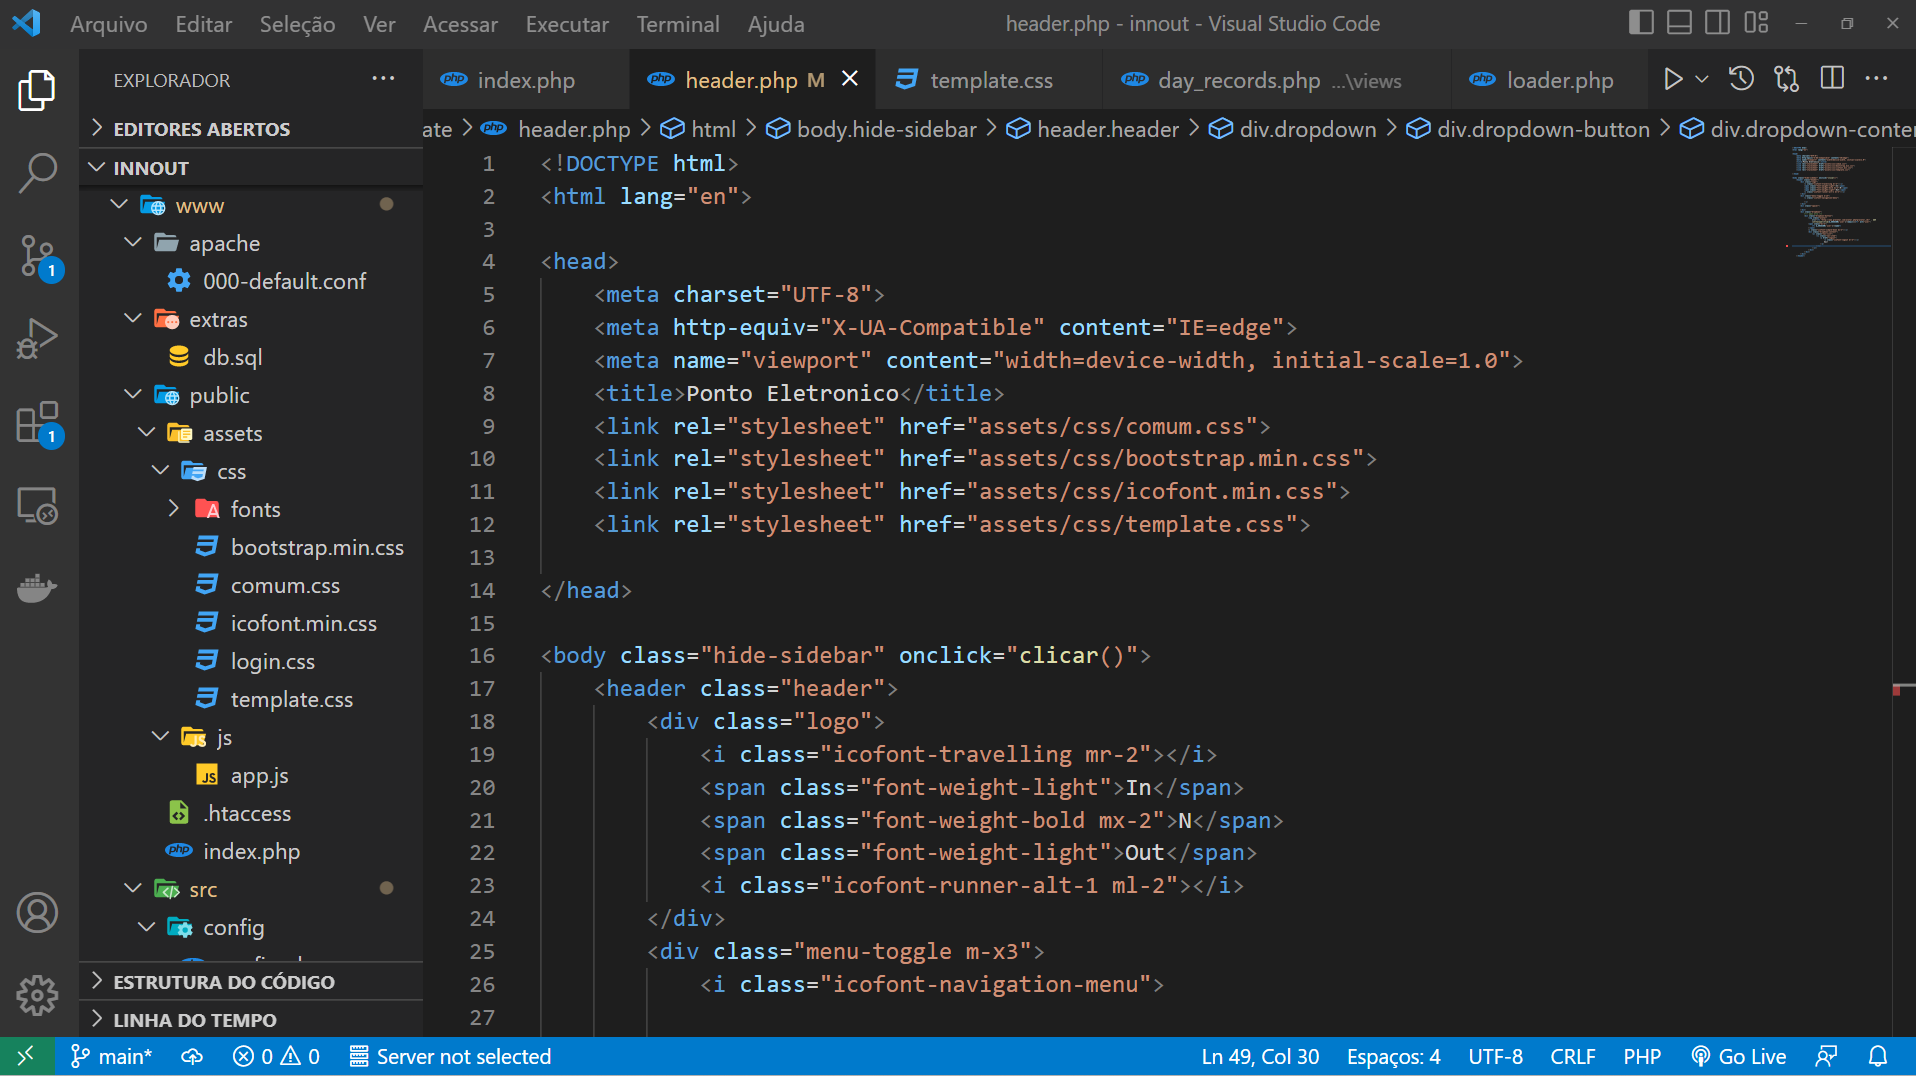 Arquivo Editar Seleção Ver Acessar Executar Terminal Ajuda header.php - innout - Visual Studio Code
EXPLORADOR
index.php header.php M template.css day_records.php ...\views loader.php
EDITORES ABERTOS
ate header.php html body.hide-sidebar header.header div.dropdown div.dropdown-button div.dropdown-conter
INNOUT
www
apache
000-default.conf
extras
db.sql
public
assets
css
fonts
bootstrap.min.css
comum.css
icofont.min.css
login.css
template.css
js
app.js
.htaccess
index.php
src
config
ESTRUTURA DO CÓDIGO
LINHA DO TEMPO
1
1
1 <!DOCTYPE html>
2 <html lang="en">
3
4 <head>
5 <meta charset="UTF-8">
6 <meta http-equiv="X-UA-Compatible" content="IE=edge">
7 <meta name="viewport" content="width=device-width, initial-scale=1.0">
8 <title>Ponto Eletronico</title>
9 <link rel="stylesheet" href="assets/css/comum.css">
10 <link rel="stylesheet" href="assets/css/bootstrap.min.css">
11 <link rel="stylesheet" href="assets/css/icofont.min.css">
12 <link rel="stylesheet" href="assets/css/template.css">
13
14 </head>
15
16 <body class="hide-sidebar" onclick="clicar()">
17 <header class="header">
18 <div class="logo">
19 <i class="icofont-travelling mr-2"></i>
20 <span class="font-weight-light">In</span>
21 <span class="font-weight-bold mx-2">N</span>
22 <span class="font-weight-light">Out</span>
23 <i class="icofont-runner-alt-1 ml-2"></i>
24 </div>
25 <div class="menu-toggle m-x3">
26 <i class="icofont-navigation-menu">
27
main* 0 0 Server not selected Ln 49, Col 30 Espaços: 4 UTF-8 CRLF PHP Go Live